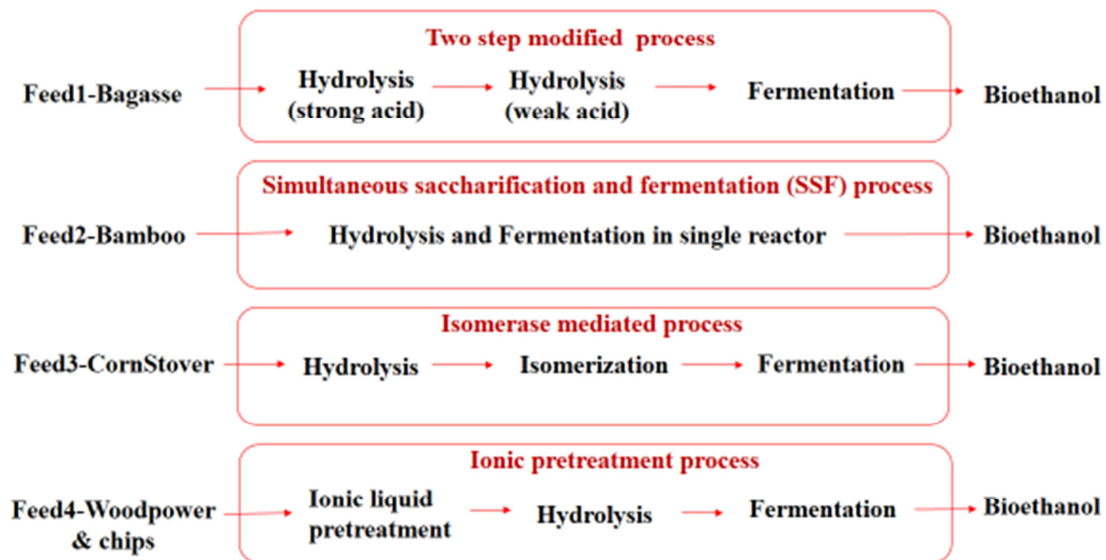 Two step modified process
Feed1-Bagasse
Hydrolysis
(strong acid)
Hydrolysis
(weak acid)
Fermentation
Bioethanol
Simultaneous saccharification and fermentation (SSF) process
Feed2-Bamboo
Hydrolysis and Fermentation in single reactor
Bioethanol
Isomerase mediated process
Feed3-CornStover
Hydrolysis
Isomerization
Fermentation
Bioethanol
Ionic pretreatment process
Feed4-Woodpower
& chips
Ionic liquid
pretreatment
Hydrolysis
Fermentation
Bioethanol